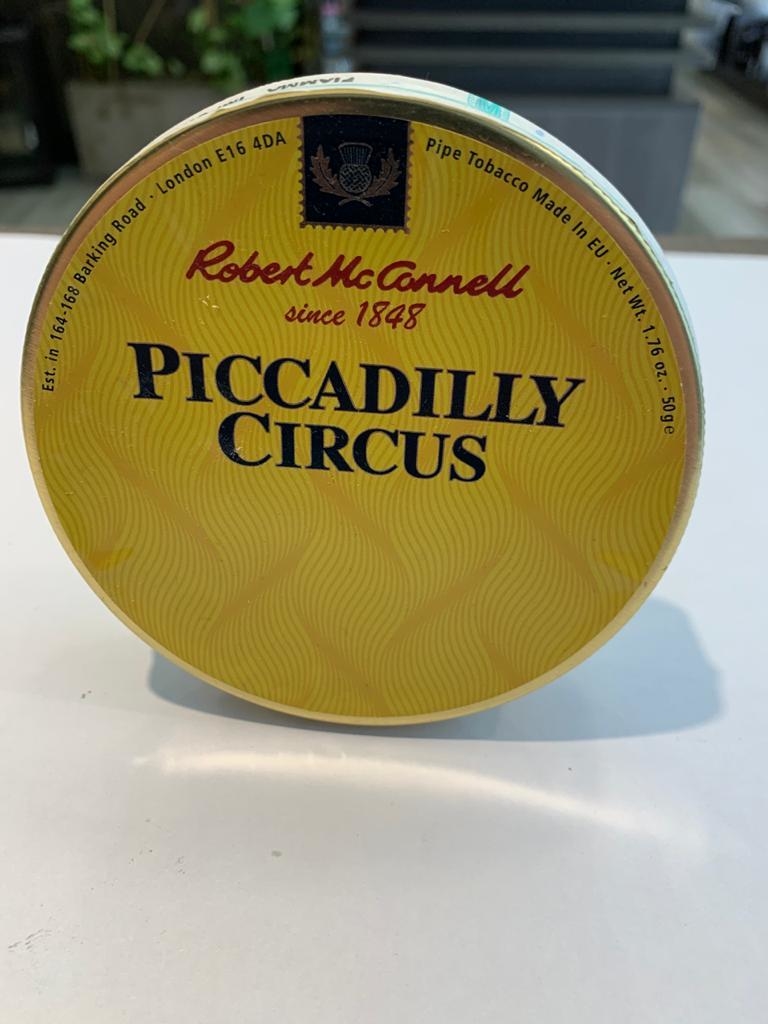 Est. in 164-168 Barking Road · London E16 4DA
Pipe Tobacco Made In EU · Net Wt. 1.76 oz. · 50g e
Robert McConnell
since 1848
PICCADILLY
CIRCUS